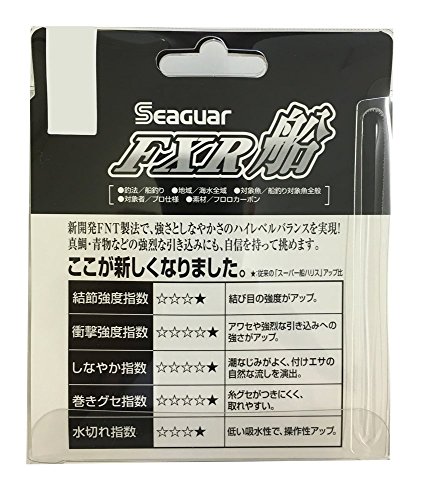 Seaguar
FXR船
●釣法／船釣り ●地域／海水全域 ●対象魚／船釣り対象魚全般
●対象者／プロ仕様 ●素材／フロロカーボン
新開発FNT製法で、強さとしなやかさのハイレベルバランスを実現!
真鯛・青物などの強烈な引き込みにも、自信を持って挑めます。
ここが新しくなりました。★:従来の「スーパー船ハリス」アップ比
結節強度指数 ☆☆☆★ 結び目の強度がアップ。
衝撃強度指数 ☆☆☆☆★ アワセや強烈な引き込みへの
強さがアップ。
しなやか指数 ☆☆☆☆★ 潮なじみがよく、付けエサの
自然な流しを演出。
巻きグセ指数 ☆☆☆☆★ 糸グセがつきにくく、
取れやすい。
水切れ指数 ☆☆☆★ 低い吸水性で、操作性アップ。